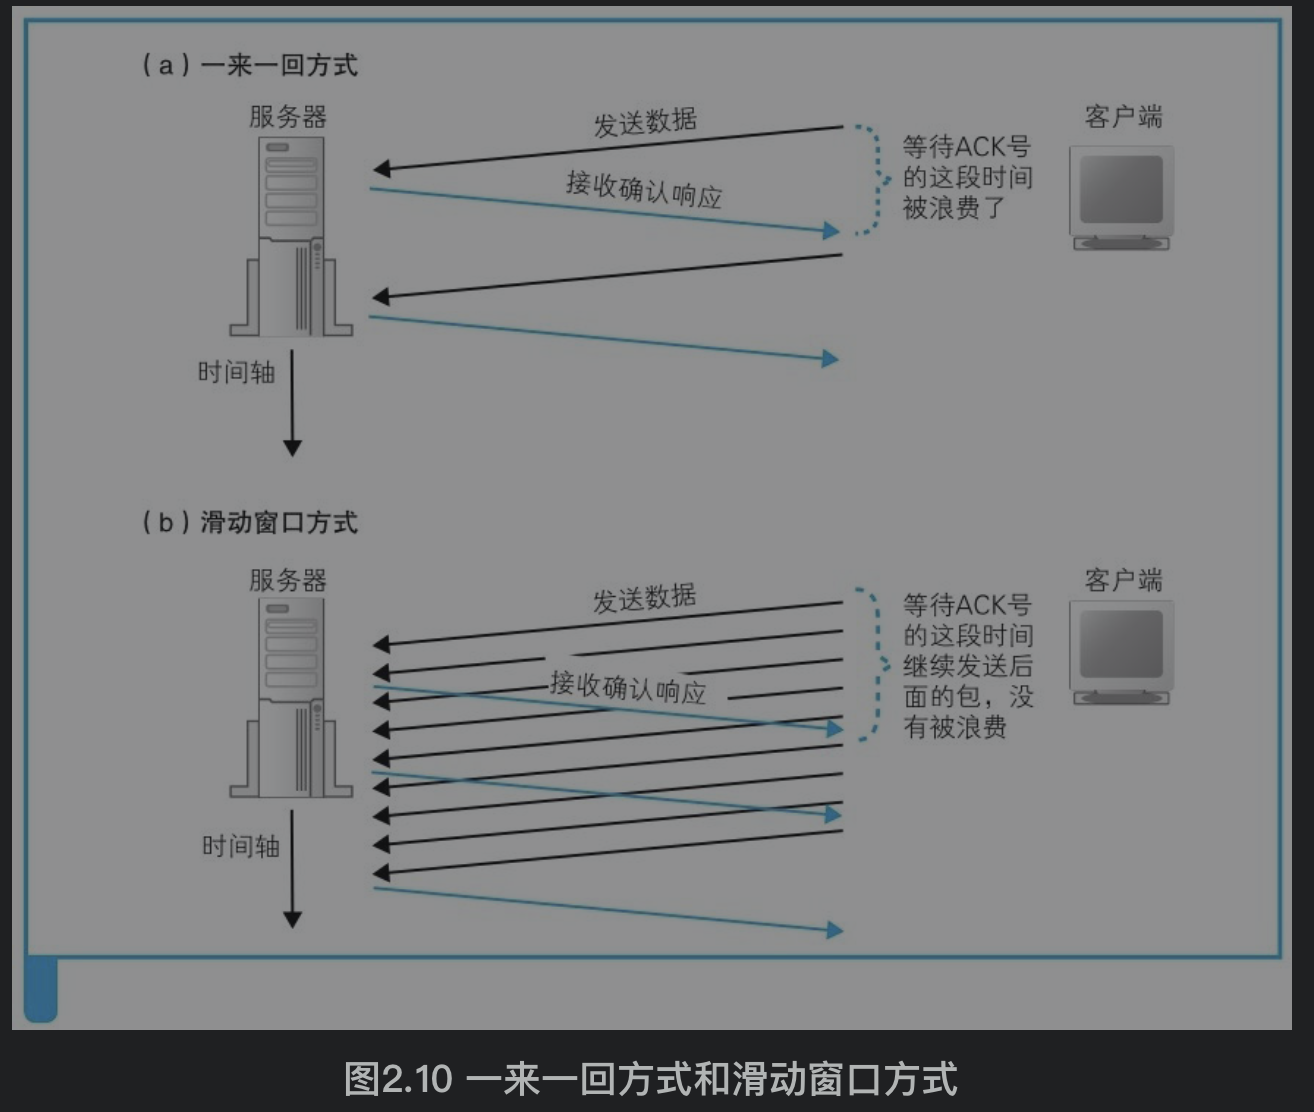 (a)一来一回方式
服务器
发送数据
接收确认响应
等待ACK号
的这段时间
被浪费了
客户端
时间轴
(b)滑动窗口方式
服务器
发送数据
接收确认响应
等待ACK号
的这段时间
继续发送后
面的包，没
有被浪费
客户端
时间轴
图2.10 一来一回方式和滑动窗口方式